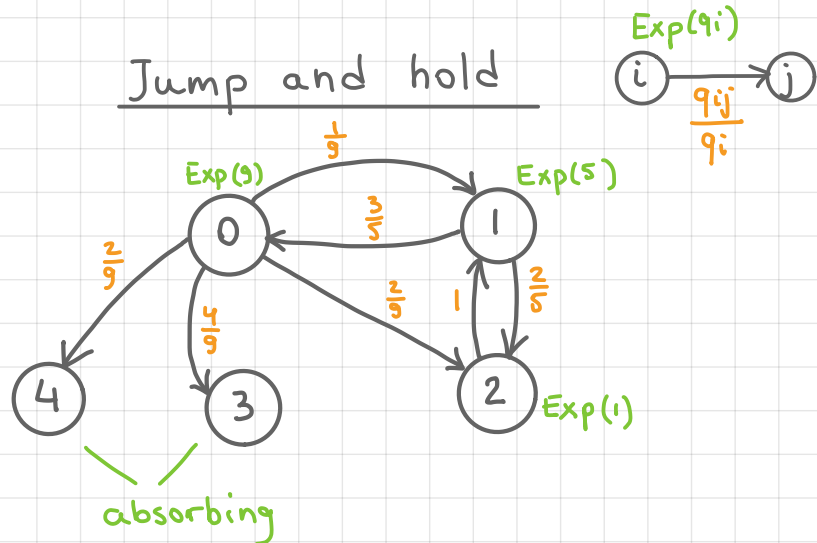 Exp(qi)
Jump and hold
i
j
qij
qi
1
9
Exp(9)
Exp(5)
0
3
5
1
2
9
2
9
1
2
5
4
9
4
3
2
Exp(1)
absorbing